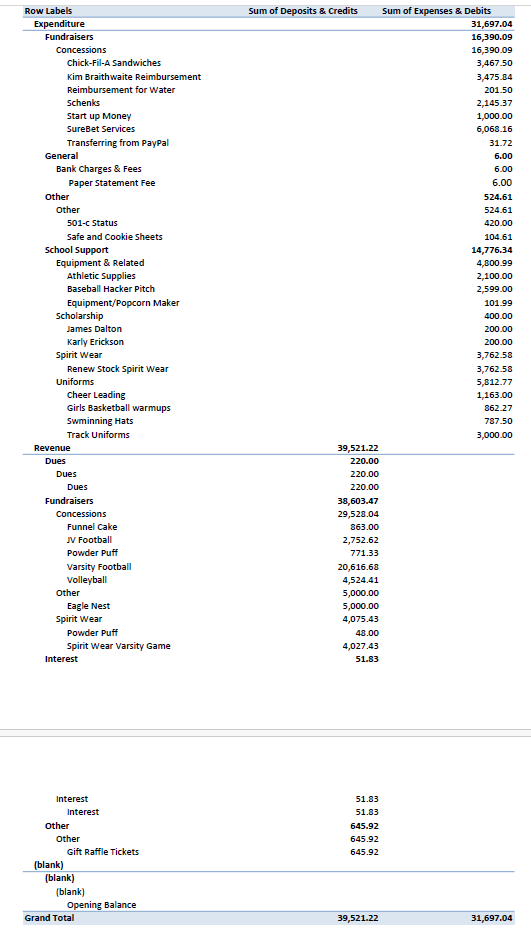 Row Labels Sum of Deposits & Credits Sum of Expenses & Debits
Expenditure 31,697.04
Fundraisers 16,390.09
Concessions 16,390.09
Chick-Fil-A Sandwiches 3,467.50
Kim Braithwaite Reimbursement 3,475.84
Reimbursement for Water 201.50
Schenks 2,145.37
Start up Money 1,000.00
SureBet Services 6,068.16
Transferring from PayPal 31.72
General 6.00
Bank Charges & Fees 6.00
Paper Statement Fee 6.00
Other 524.61
Other 524.61
501-c Status 420.00
Safe and Cookie Sheets 104.61
School Support 14,776.34
Equipment & Related 4,800.99
Athletic Supplies 2,100.00
Baseball Hacker Pitch 2,599.00
Equipment/Popcorn Maker 101.99
Scholarship 400.00
James Dalton 200.00
Karly Erickson 200.00
Spirit Wear 3,762.58
Renew Stock Spirit Wear 3,762.58
Uniforms 5,812.77
Cheer Leading 1,163.00
Girls Basketball warmups 862.27
Swminning Hats 787.50
Track Uniforms 3,000.00
Revenue 39,521.22
Dues 220.00
Dues 220.00
Dues 220.00
Fundraisers 38,603.47
Concessions 29,528.04
Funnel Cake 863.00
JV Football 2,752.62
Powder Puff 771.33
Varsity Football 20,616.68
Volleyball 4,524.41
Other 5,000.00
Eagle Nest 5,000.00
Spirit Wear 4,075.43
Powder Puff 48.00
Spirit Wear Varsity Game 4,027.43
Interest 51.83
Interest 51.83
Interest 51.83
Other 645.92
Other 645.92
Gift Raffle Tickets 645.92
(blank)
(blank)
(blank)
Opening Balance
Grand Total 39,521.22 31,697.04